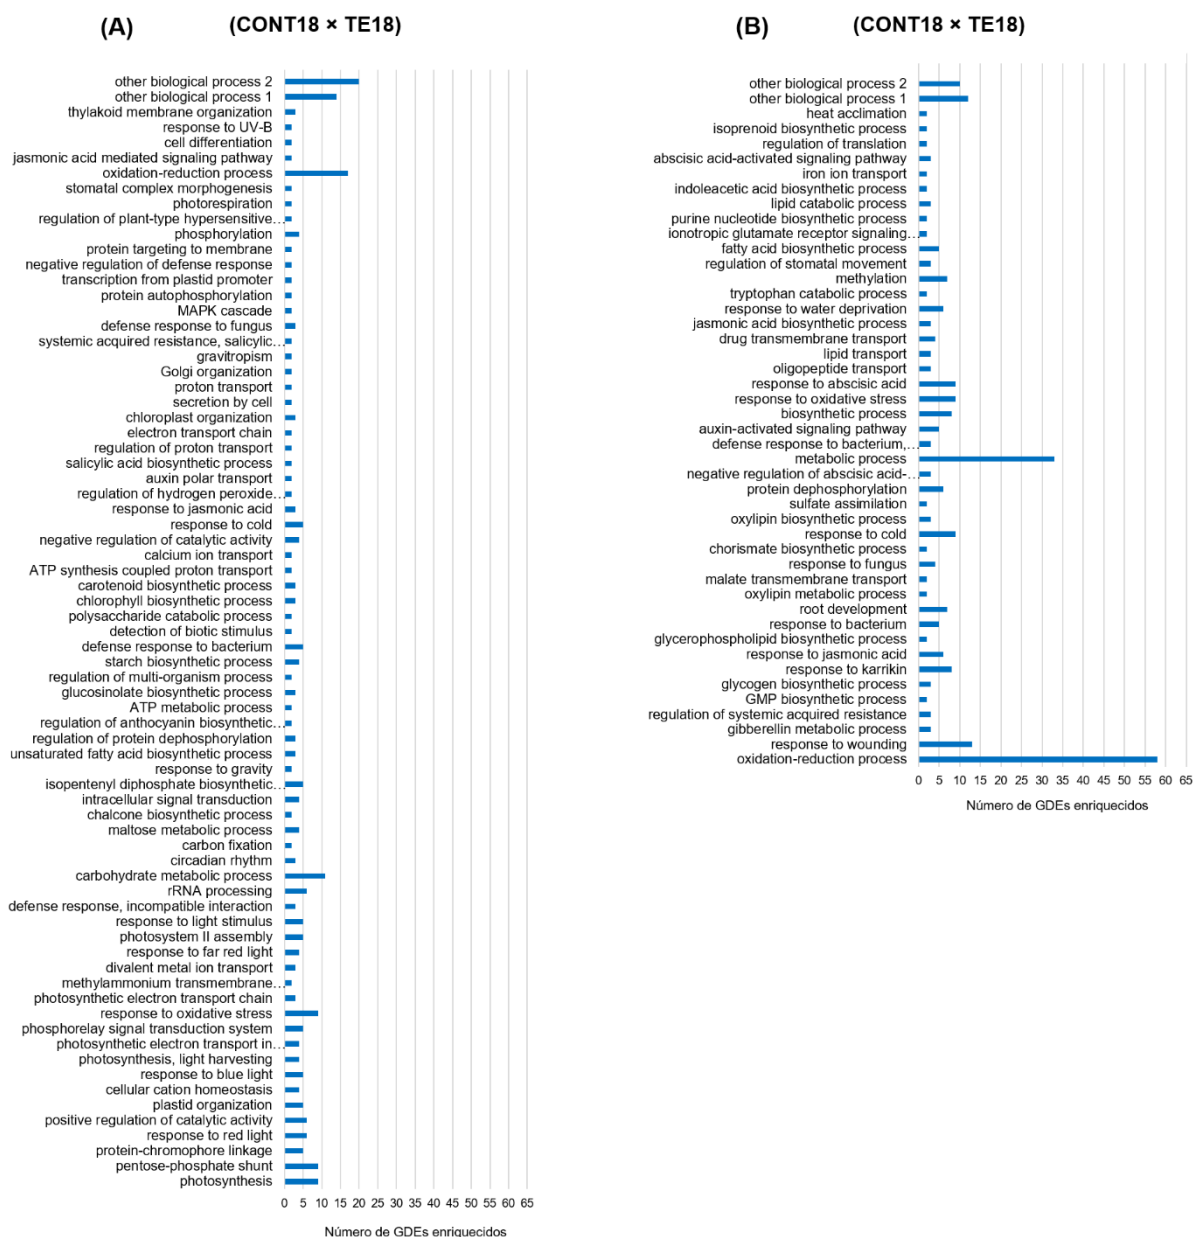 (A) (CONT18 × TE18)
other biological process 2
other biological process 1
thylakoid membrane organization
response to UV-B
cell differentiation
jasmonic acid mediated signaling pathway
oxidation-reduction process
stomatal complex morphogenesis
photorespiration
regulation of plant-type hypersensitive…
phosphorylation
protein targeting to membrane
negative regulation of defense response
transcription from plastid promoter
protein autophosphorylation
MAPK cascade
defense response to fungus
systemic acquired resistance, salicylic…
gravitropism
Golgi organization
proton transport
secretion by cell
chloroplast organization
electron transport chain
regulation of proton transport
salicylic acid biosynthetic process
auxin polar transport
regulation of hydrogen peroxide…
response to jasmonic acid
response to cold
negative regulation of catalytic activity
calcium ion transport
ATP synthesis coupled proton transport
carotenoid biosynthetic process
chlorophyll biosynthetic process
polysaccharide catabolic process
detection of biotic stimulus
defense response to bacterium
starch biosynthetic process
regulation of multi-organism process
glucosinolate biosynthetic process
ATP metabolic process
regulation of anthocyanin biosynthetic…
regulation of protein dephosphorylation
unsaturated fatty acid biosynthetic process
response to gravity
isopentenyl diphosphate biosynthetic…
intracellular signal transduction
chalcone biosynthetic process
maltose metabolic process
carbon fixation
circadian rhythm
carbohydrate metabolic process
rRNA processing
defense response, incompatible interaction
response to light stimulus
photosystem II assembly
response to far red light
divalent metal ion transport
methylammonium transmembrane…
photosynthetic electron transport chain
response to oxidative stress
phosphorelay signal transduction system
photosynthetic electron transport in…
photosynthesis, light harvesting
response to blue light
cellular cation homeostasis
plastid organization
positive regulation of catalytic activity
response to red light
protein-chromophore linkage
pentose-phosphate shunt
photosynthesis
0 5 10 15 20 25 30 35 40 45 50 55 60 65
Número de GDEs enriquecidos
(B) (CONT18 × TE18)
other biological process 2
other biological process 1
heat acclimation
isoprenoid biosynthetic process
regulation of translation
abscisic acid-activated signaling pathway
iron ion transport
indoleacetic acid biosynthetic process
lipid catabolic process
purine nucleotide biosynthetic process
ionotropic glutamate receptor signaling…
fatty acid biosynthetic process
regulation of stomatal movement
methylation
tryptophan catabolic process
response to water deprivation
jasmonic acid biosynthetic process
drug transmembrane transport
lipid transport
oligopeptide transport
response to abscisic acid
response to oxidative stress
biosynthetic process
auxin-activated signaling pathway
defense response to bacterium,…
metabolic process
negative regulation of abscisic acid-…
protein dephosphorylation
sulfate assimilation
oxylipin biosynthetic process
response to cold
chorismate biosynthetic process
response to fungus
malate transmembrane transport
oxylipin metabolic process
root development
response to bacterium
glycerophospholipid biosynthetic process
response to jasmonic acid
response to karrikin
glycogen biosynthetic process
GMP biosynthetic process
regulation of systemic acquired resistance
gibberellin metabolic process
response to wounding
oxidation-reduction process
0 5 10 15 20 25 30 35 40 45 50 55 60 65
Número de GDEs enriquecidos